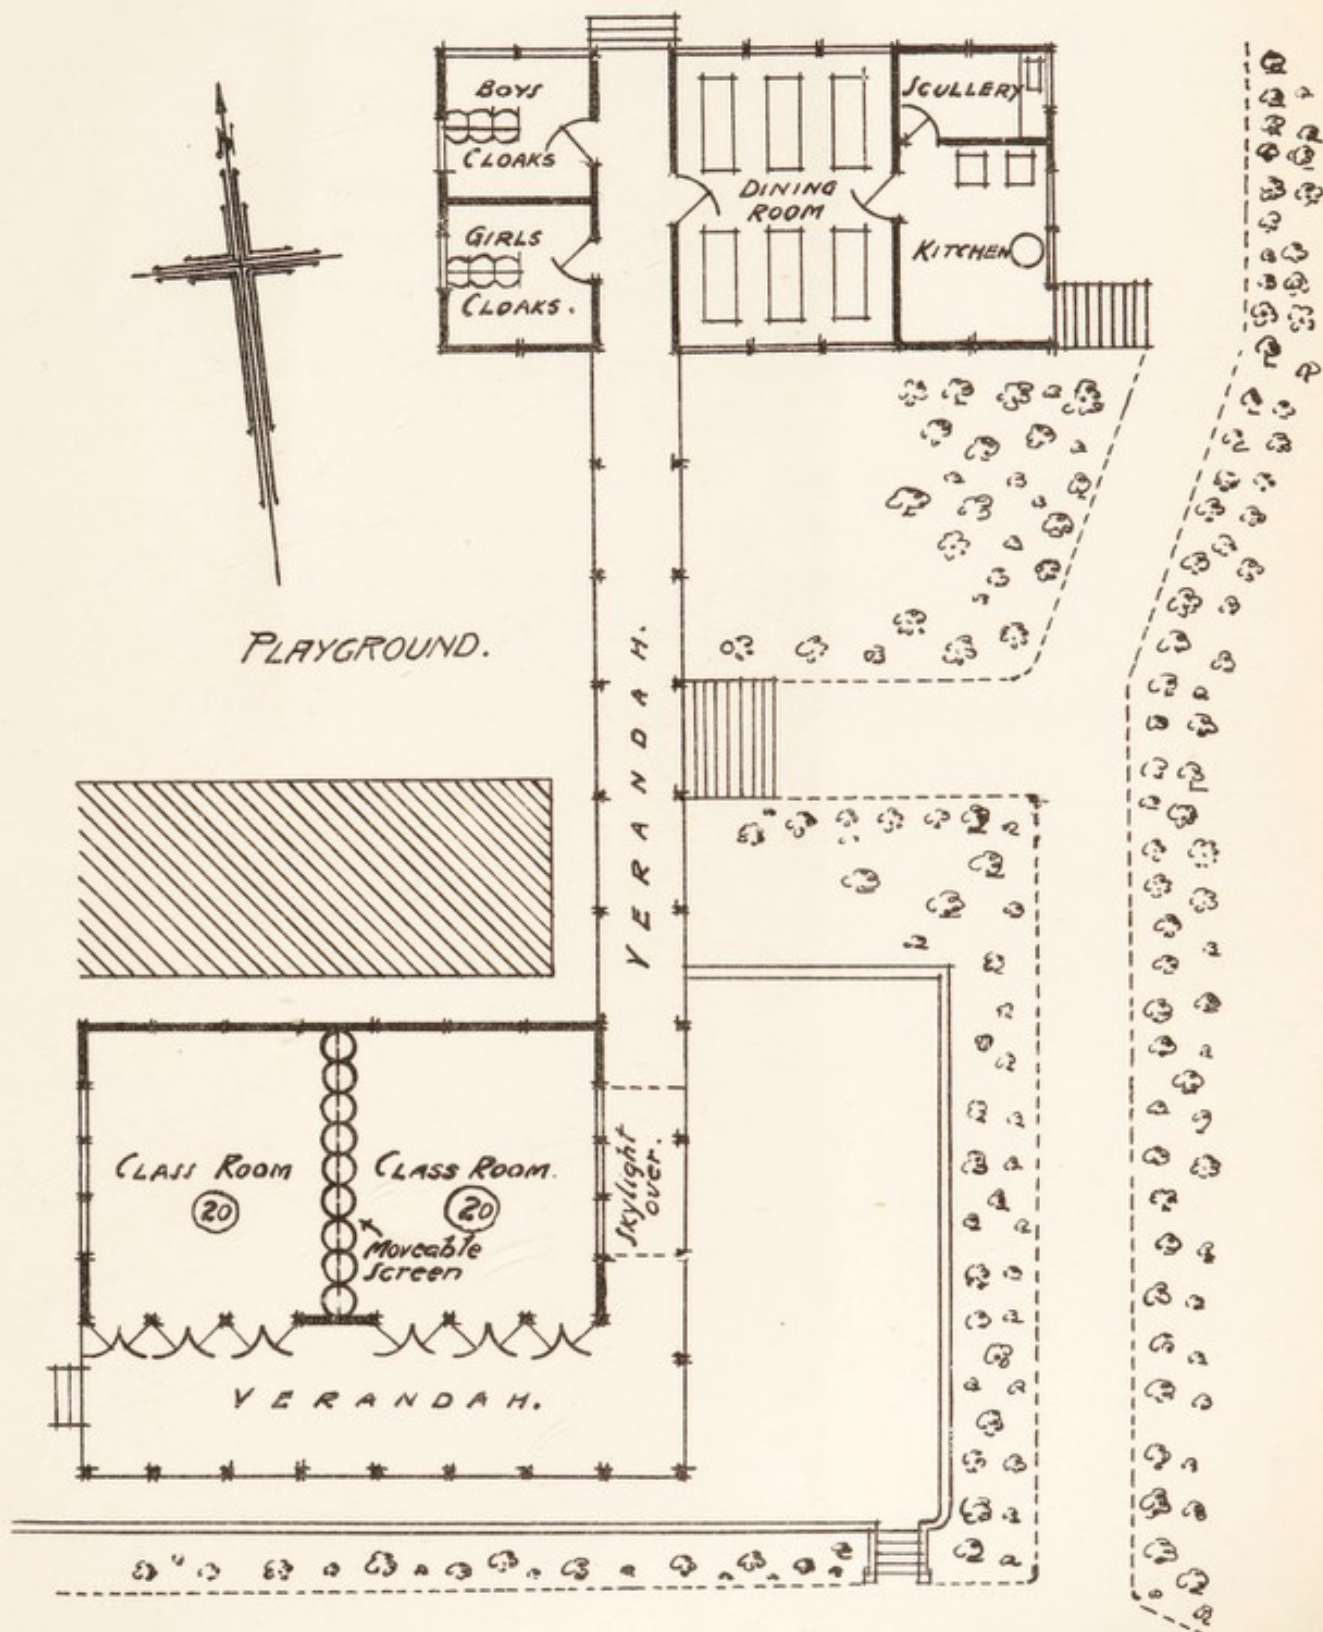 BOYS
CLOAKS
GIRLS
CLOAKS.
DINING
ROOM
SCULLERY
KITCHEN
N
PLAYGROUND.
VERANDAH.
CLASS ROOM
20
CLASS ROOM.
20
Moveable
Screen
Skylight
over.
VERANDAH.